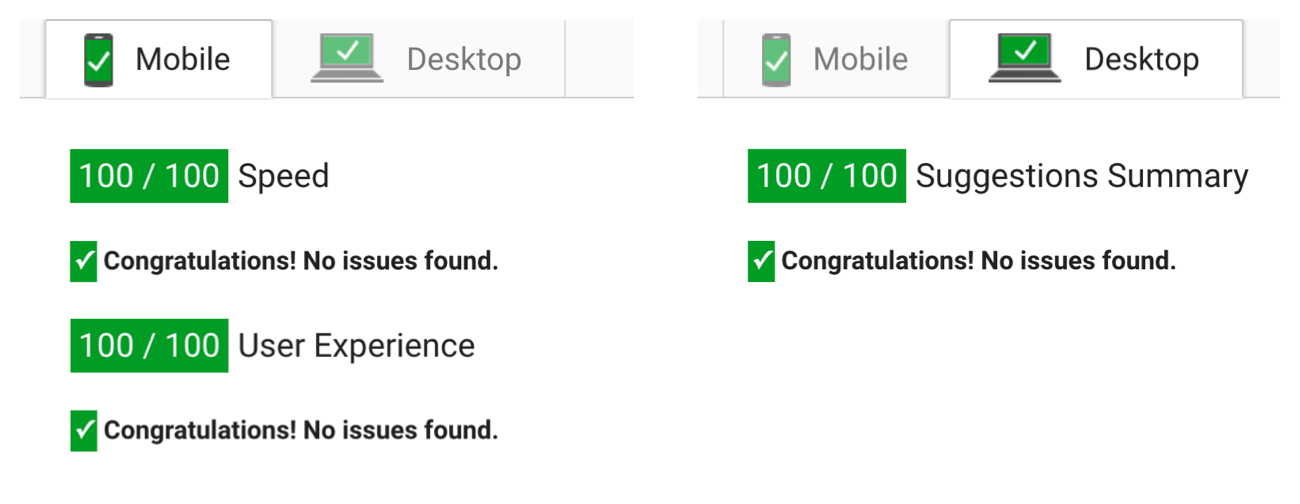 Mobile Desktop
100 / 100 Speed
✓ Congratulations! No issues found.
100 / 100 User Experience
✓ Congratulations! No issues found.
Mobile Desktop
100 / 100 Suggestions Summary
✓ Congratulations! No issues found.